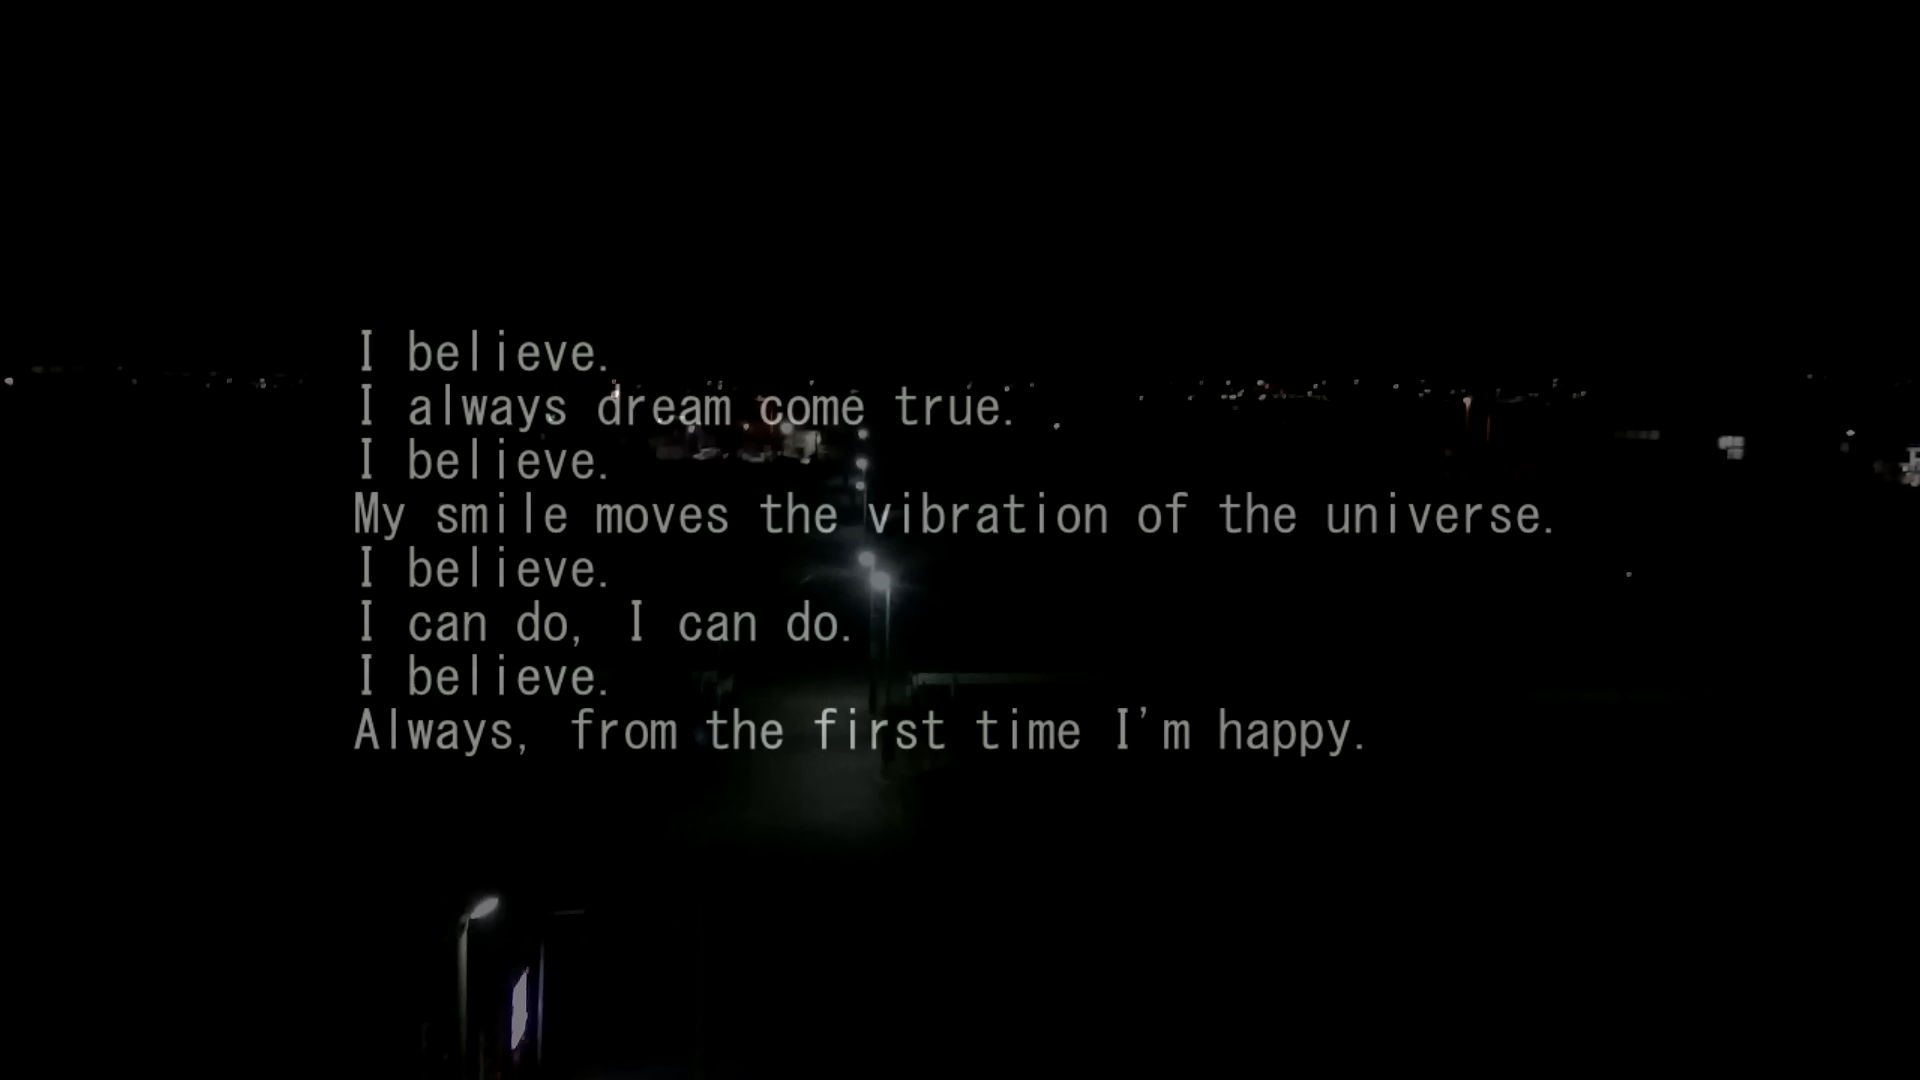 I believe.
I always dream come true.
I believe.
My smile moves the vibration of the universe.
I believe.
I can do, I can do.
I believe.
Always, from the first time I'm happy.